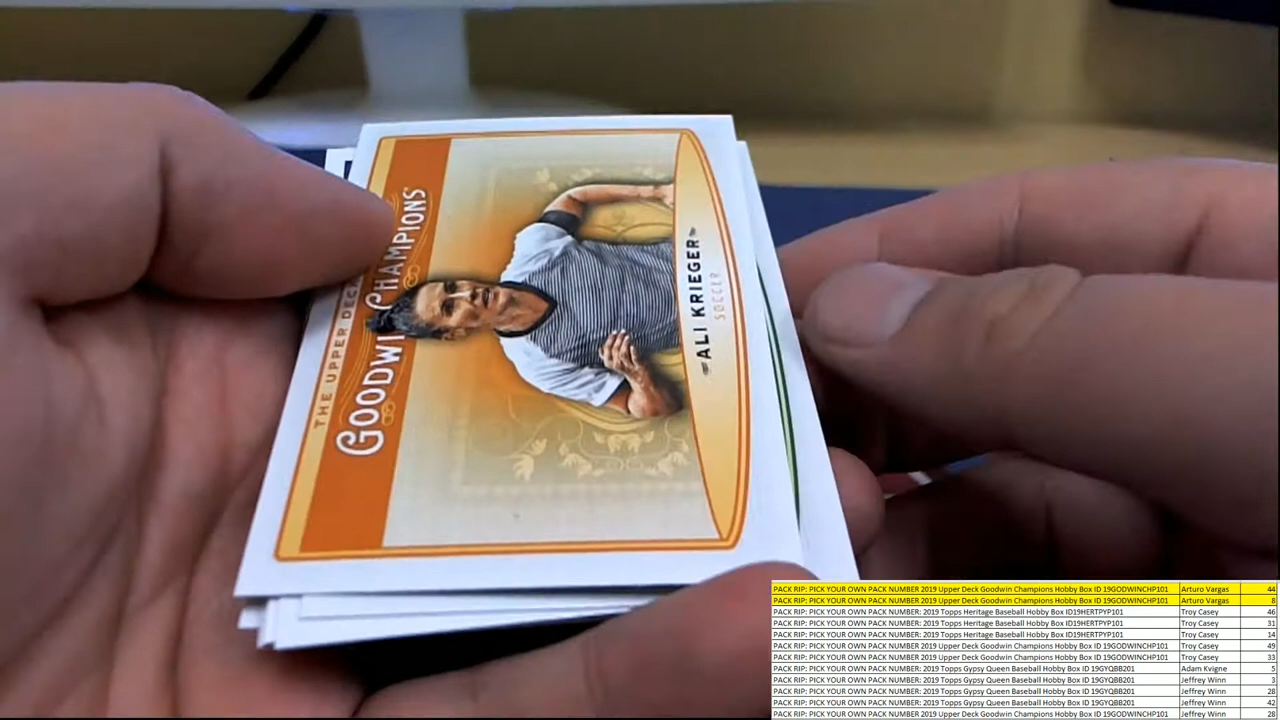 THE UPPER DECK
GOODWIN CHAMPIONS
ALI KRIEGER
SOCCER
PACK RIP: PICK YOUR OWN PACK NUMBER 2019 Upper Deck Goodwin Champions Hobby Box ID 19GODWINCHP101 Arturo Vargas 44
PACK RIP: PICK YOUR OWN PACK NUMBER 2019 Upper Deck Goodwin Champions Hobby Box ID 19GODWINCHP101 Arturo Vargas 8
PACK RIP: PICK YOUR OWN PACK NUMBER: 2019 Topps Heritage Baseball Hobby Box ID19HERTPYP101 Troy Casey 46
PACK RIP: PICK YOUR OWN PACK NUMBER: 2019 Topps Heritage Baseball Hobby Box ID19HERTPYP101 Troy Casey 31
PACK RIP: PICK YOUR OWN PACK NUMBER: 2019 Topps Heritage Baseball Hobby Box ID19HERTPYP101 Troy Casey 14
PACK RIP: PICK YOUR OWN PACK NUMBER 2019 Upper Deck Goodwin Champions Hobby Box ID 19GODWINCHP101 Troy Casey 49
PACK RIP: PICK YOUR OWN PACK NUMBER 2019 Upper Deck Goodwin Champions Hobby Box ID 19GODWINCHP101 Troy Casey 33
PACK RIP: PICK YOUR OWN PACK NUMBER: 2019 Topps Gypsy Queen Baseball Hobby Box ID 19GYQBB201 Adam Kvigne 5
PACK RIP: PICK YOUR OWN PACK NUMBER: 2019 Topps Gypsy Queen Baseball Hobby Box ID 19GYQBB201 Jeffrey Winn 3
PACK RIP: PICK YOUR OWN PACK NUMBER: 2019 Topps Gypsy Queen Baseball Hobby Box ID 19GYQBB201 Jeffrey Winn 28
PACK RIP: PICK YOUR OWN PACK NUMBER: 2019 Topps Gypsy Queen Baseball Hobby Box ID 19GYQBB201 Jeffrey Winn 42
PACK RIP: PICK YOUR OWN PACK NUMBER 2019 Upper Deck Goodwin Champions Hobby Box ID 19GODWINCHP101 Jeffrey Winn 28